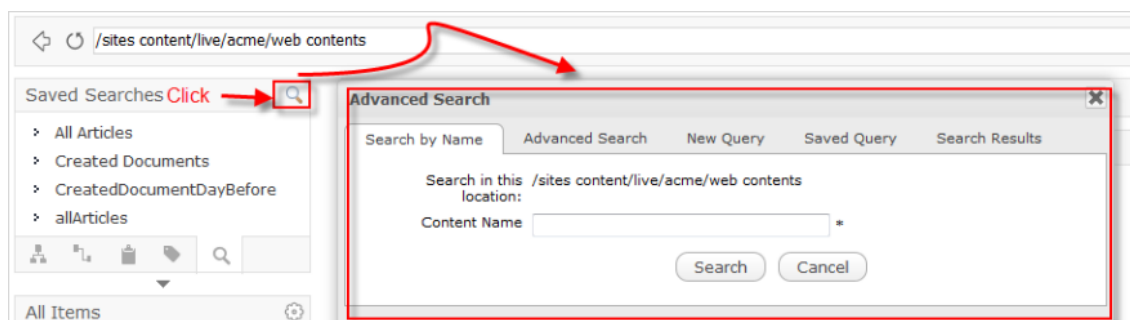 /sites content/live/acme/web contents
Saved Searches Click
All Articles
Created Documents
CreatedDocumentDayBefore
allArticles
All Items
Advanced Search
Search by Name Advanced Search New Query Saved Query Search Results
Search in this location: /sites content/live/acme/web contents
Content Name *
Search Cancel